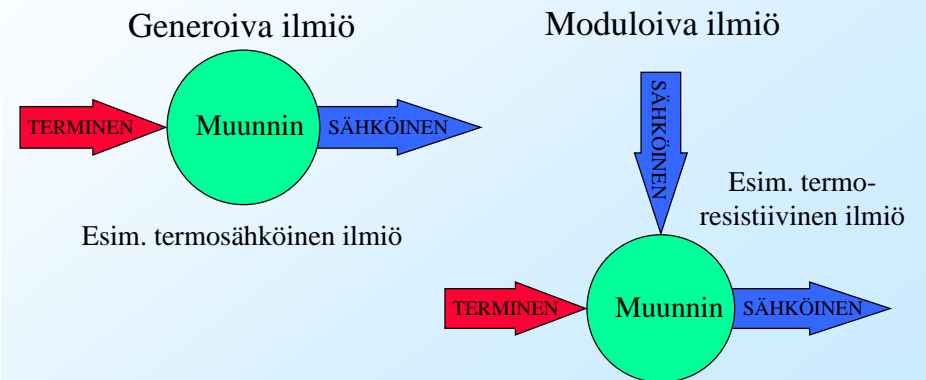 Generoiva ilmiö
TERMINEN
Muunnin
SÄHKÖINEN
Esim. termosähköinen ilmiö
Moduloiva ilmiö
SÄHKÖINEN
Esim. termo-
resistiivinen ilmiö
TERMINEN
Muunnin
SÄHKÖINEN